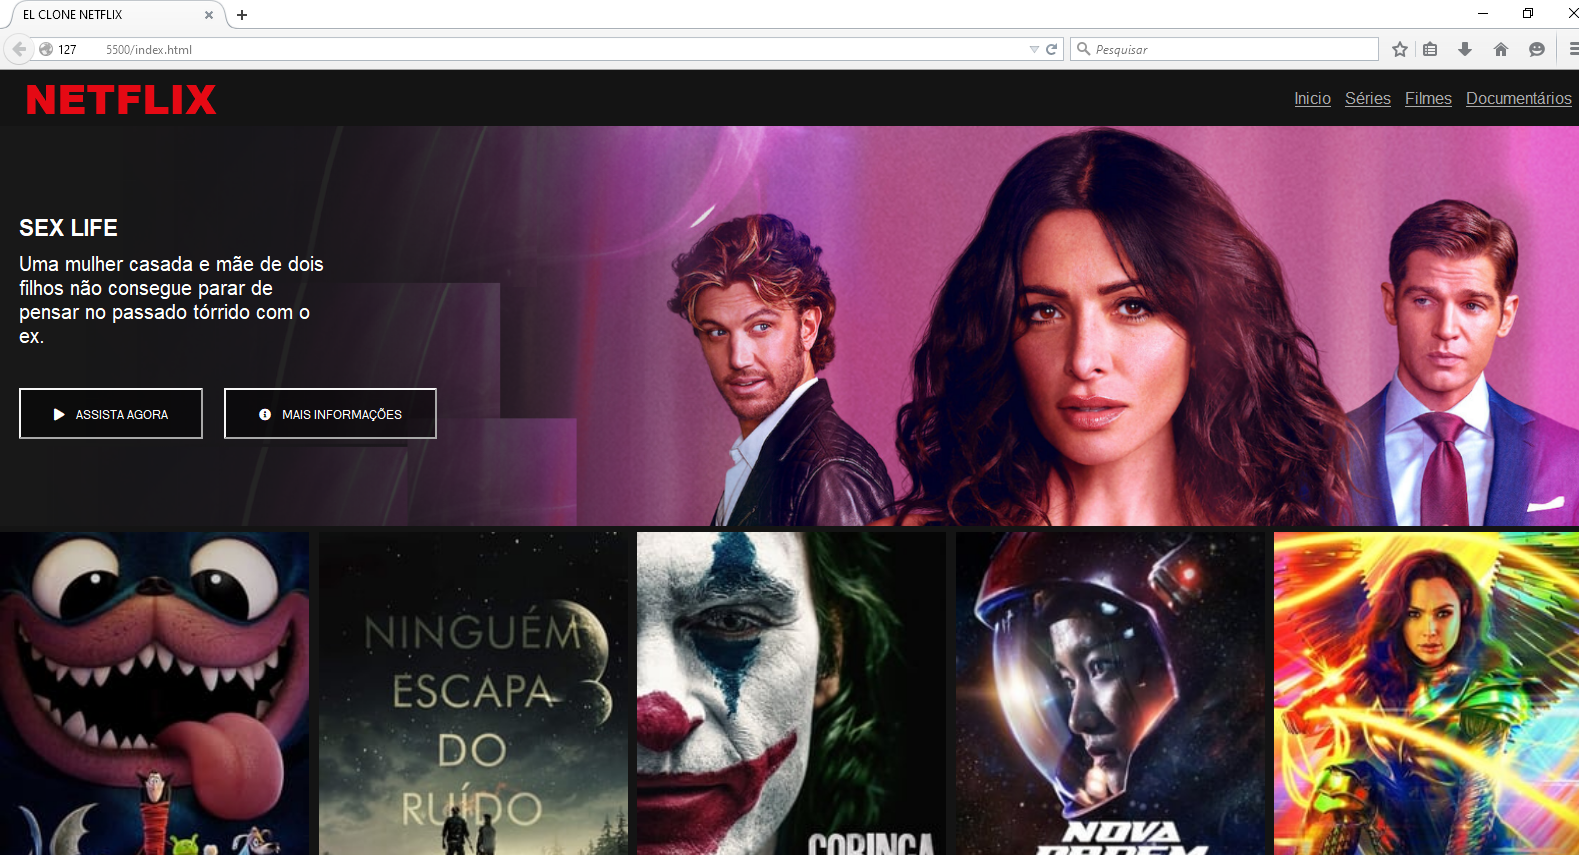 EL CLONE NETFLIX
127 5500/index.html
Pesquisar
NETFLIX
Inicio Séries Filmes Documentários
SEX LIFE
Uma mulher casada e mãe de dois
filhos não consegue parar de
pensar no passado tórrido com o
ex.
ASSISTA AGORA
MAIS INFORMAÇÕES
NINGUÉM
ESCAPA
DO
RUÍDO
CORINGA
NOVA
ORDEM